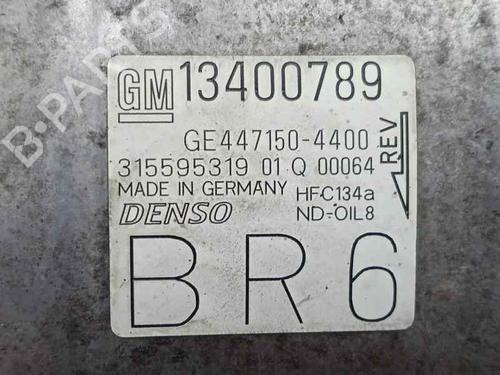 GM 13400789
GE447150-4400
315595319 01 Q 00064
MADE IN GERMANY HFC134a
DENSO ND-OIL8
REV
BR6
B-PARTS